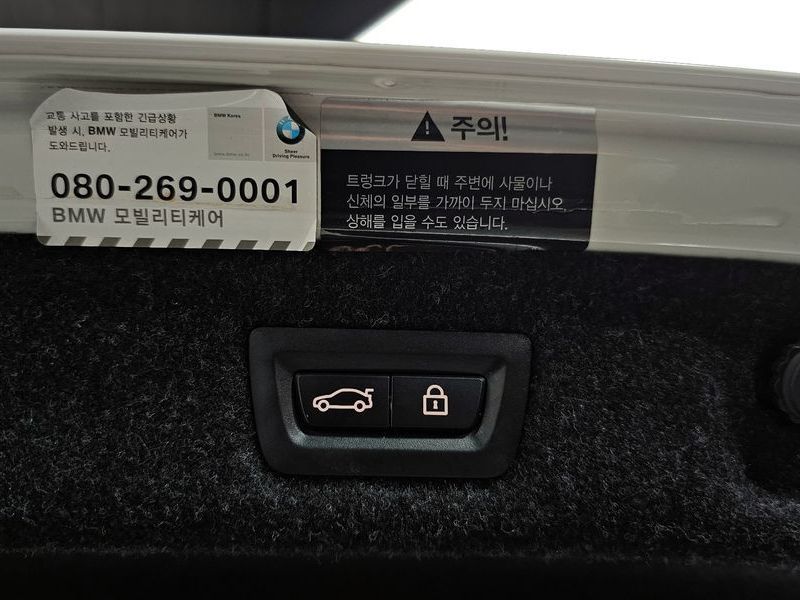 교통 사고를 포함한 긴급상황
발생 시, BMW 모빌리티케어가
도와드립니다.
BMW Korea
www.bmw.co.kr
Sheer
Driving Pleasure
080-269-0001
BMW 모빌리티케어
주의!
트렁크가 닫힐 때 주변에 사물이나
신체의 일부를 가까이 두지 마십시오.
상해를 입을 수도 있습니다.